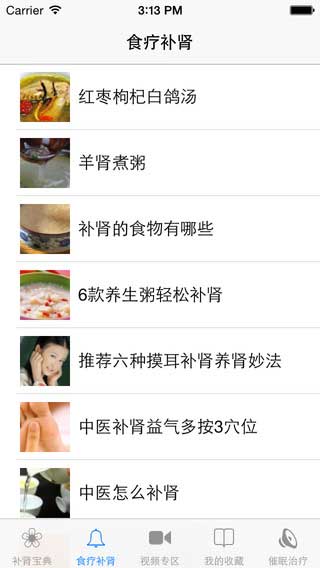 Carrier 3:13 PM
食疗补肾
红枣枸杞白鸽汤
羊肾煮粥
补肾的食物有哪些
6款养生粥轻松补肾
推荐六种摸耳补肾养肾妙法
中医补肾益气多按3穴位
中医怎么补肾
补肾宝典 食疗补肾 视频专区 我的收藏 催眠治疗